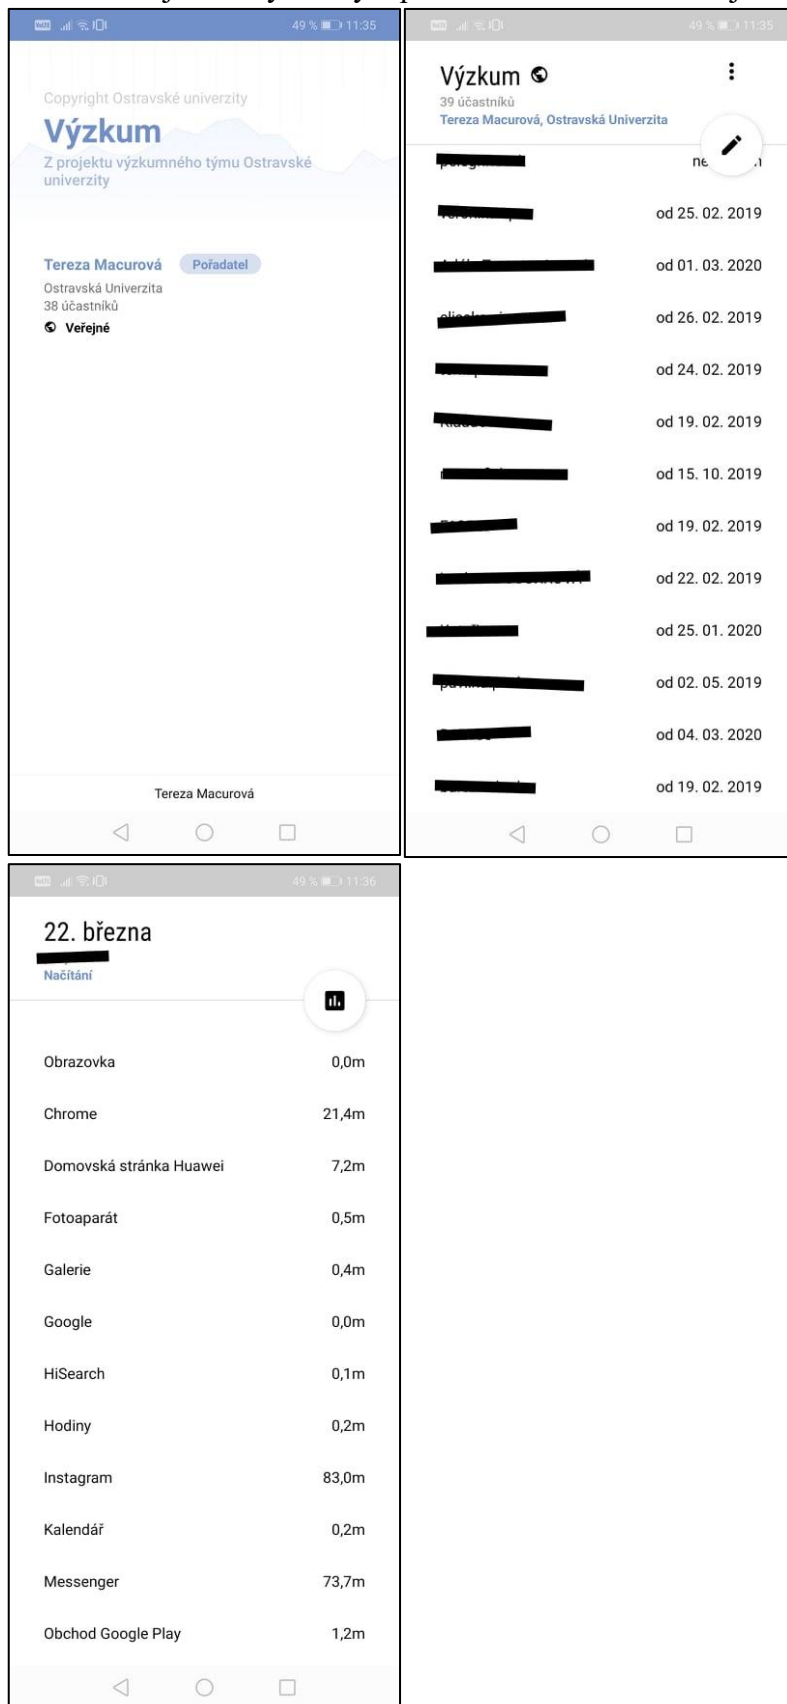 49 % 11:35
Copyright Ostravské univerzity
Výzkum
Z projektu výzkumného týmu Ostravské
univerzity
Tereza Macurová Pořadatel
Ostravská Univerzita
38 účastníků
Veřejné
Tereza Macurová
49 % 11:35
Výzkum
39 účastníků
Tereza Macurová, Ostravská Univerzita
od 25. 02. 2019
od 01. 03. 2020
od 26. 02. 2019
od 24. 02. 2019
od 19. 02. 2019
od 15. 10. 2019
od 19. 02. 2019
od 22. 02. 2019
od 25. 01. 2020
od 02. 05. 2019
od 04. 03. 2020
od 19. 02. 2019
49 % 11:36
22. března
Načítání
Obrazovka 0,0m
Chrome 21,4m
Domovská stránka Huawei 7,2m
Fotoaparát 0,5m
Galerie 0,4m
Google 0,0m
HiSearch 0,1m
Hodiny 0,2m
Instagram 83,0m
Kalendář 0,2m
Messenger 73,7m
Obchod Google Play 1,2m